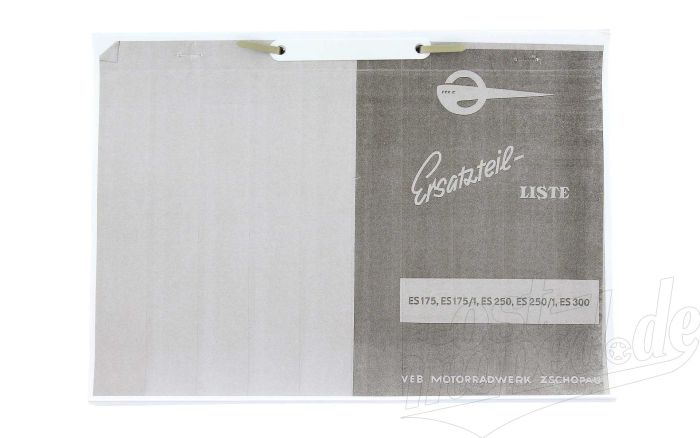 Ersatzteil-
LISTE
ES 175, ES 175/1, ES 250, ES 250/1, ES 300
VEB MOTORRADWERK ZSCHOPAU